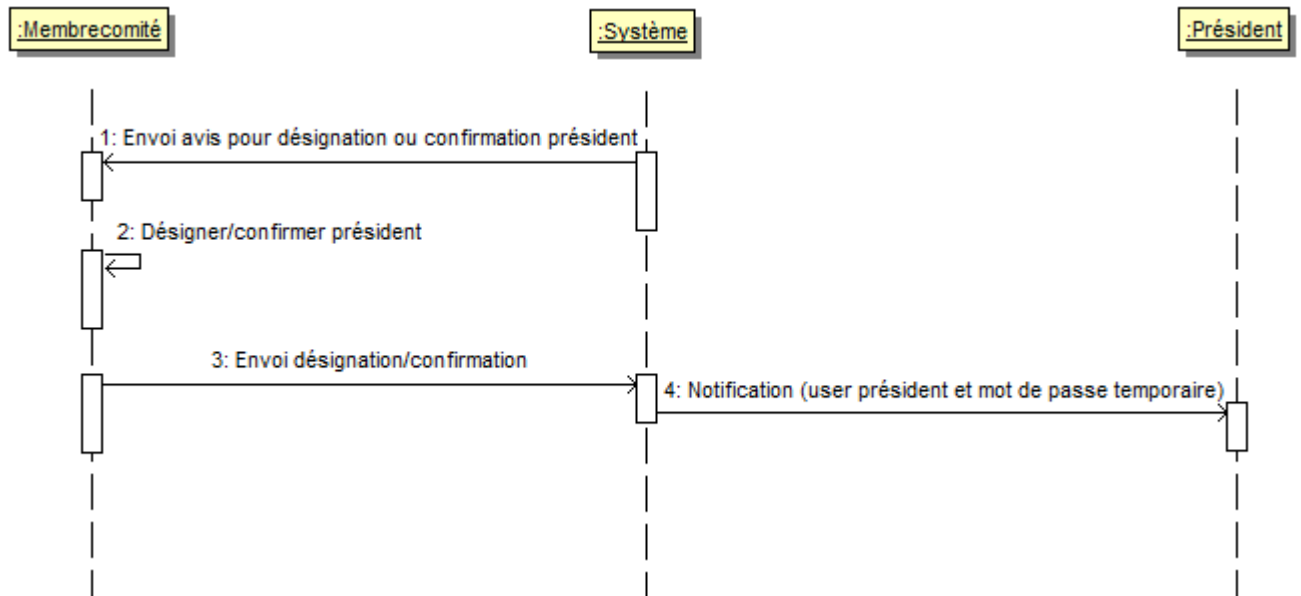 :Membrecomité
:Système
:Président
1: Envoi avis pour désignation ou confirmation président
2: Désigner/confirmer président
3: Envoi désignation/confirmation
4: Notification (user président et mot de passe temporaire)